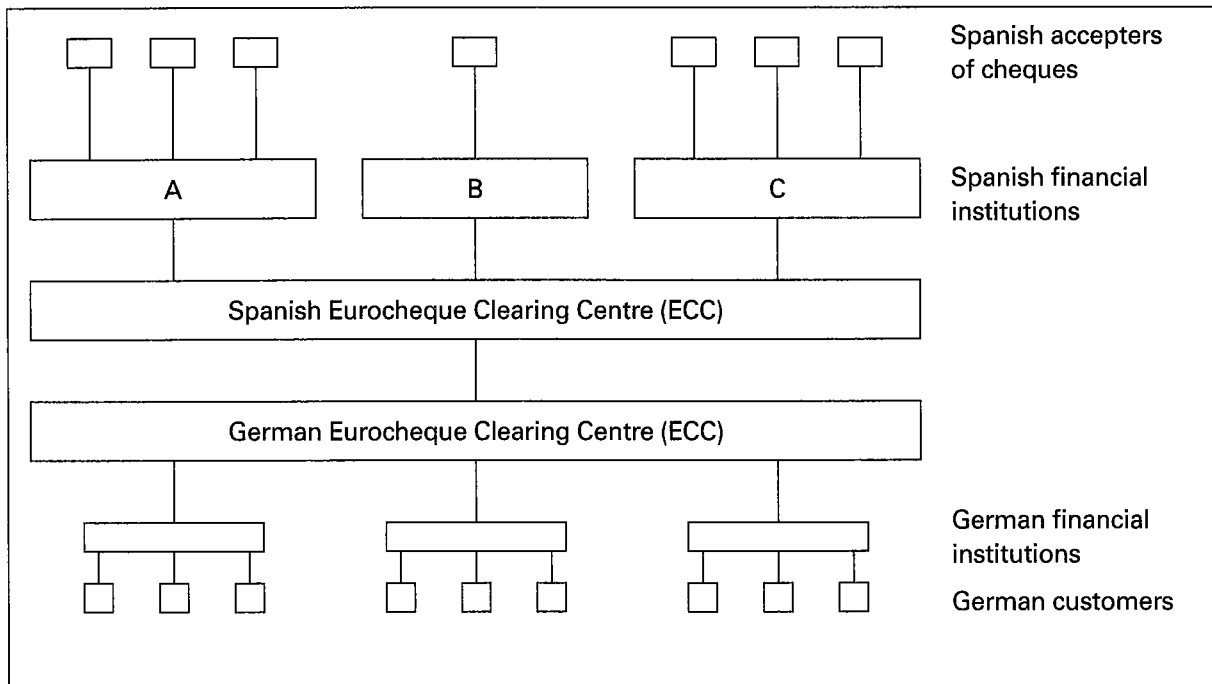 Spanish accepters
of cheques
A
B
C
Spanish financial
institutions
Spanish Eurocheque Clearing Centre (ECC)
German Eurocheque Clearing Centre (ECC)
German financial
institutions
German customers